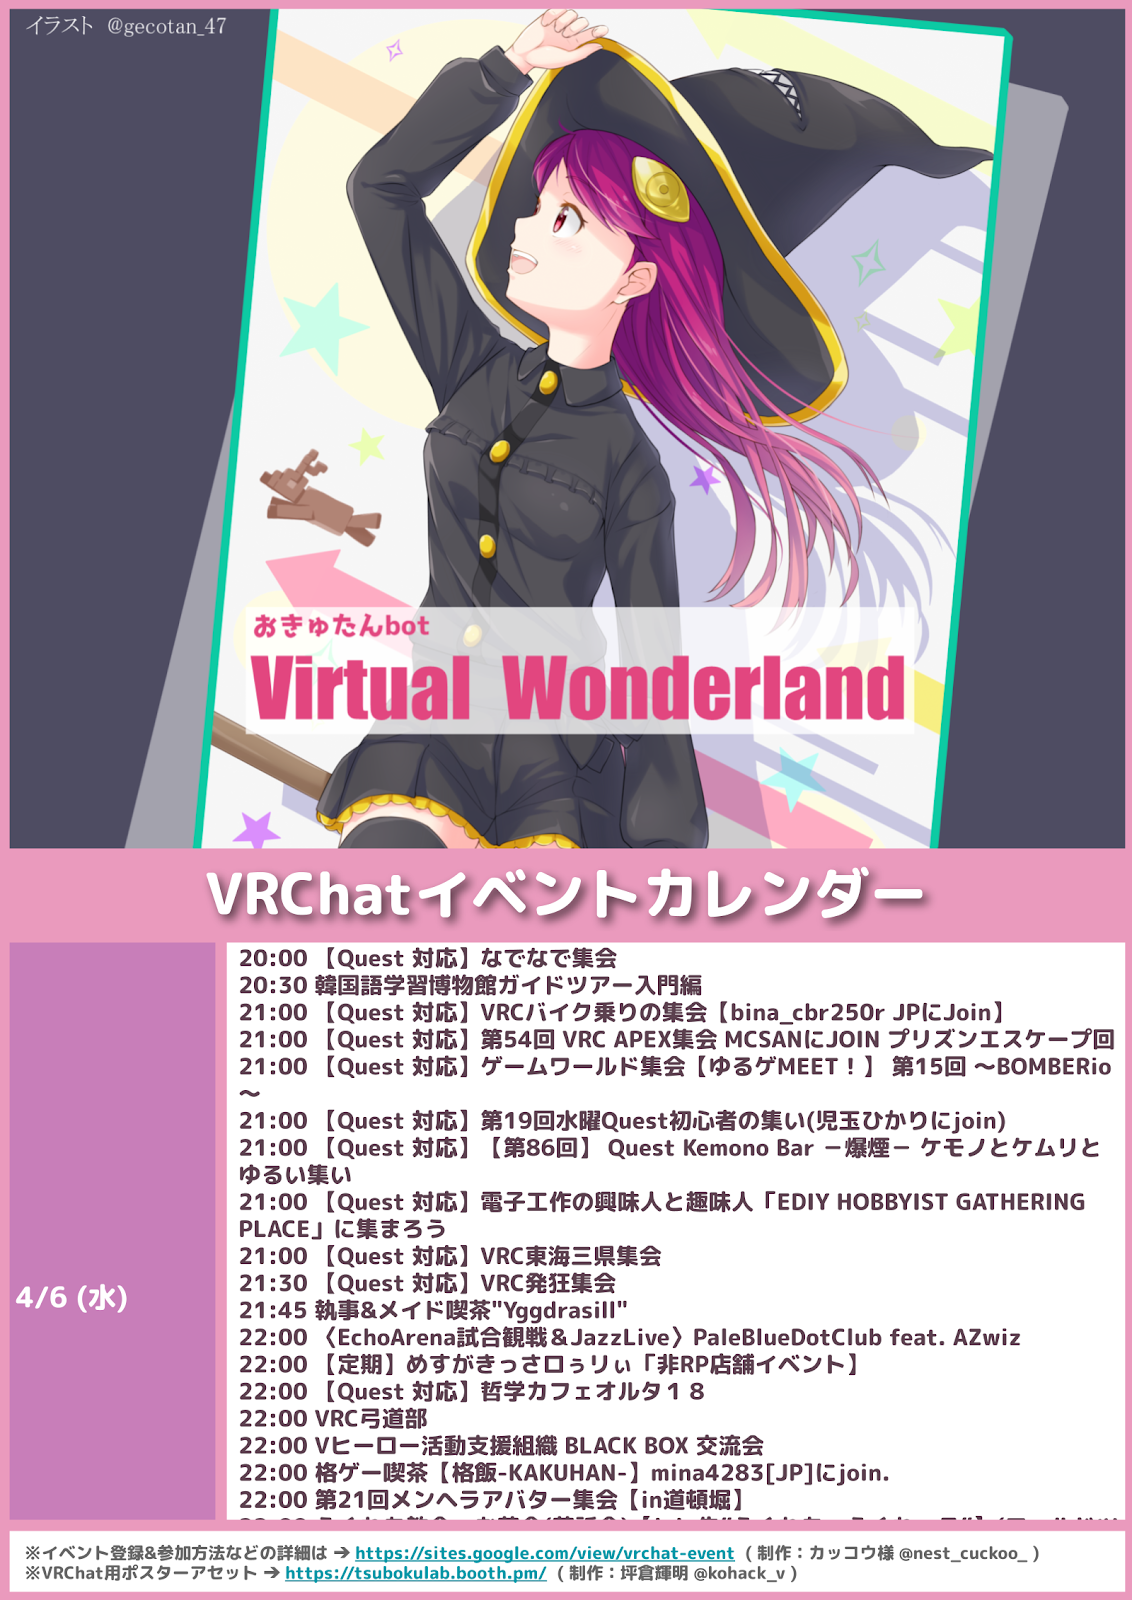 イラスト @gecotan_47
おきゅたんbot
Virtual Wonderland
VRChatイベントカレンダー
4/6 (水)
20:00 【Quest 対応】なでなで集会
20:30 韓国語学習博物館ガイドツアー入門編
21:00 【Quest 対応】VRCバイク乗りの集会【bina_cbr250r JPにJoin】
21:00 【Quest 対応】第54回 VRC APEX集会 MCSANにJOIN プリズンエスケープ回
21:00 【Quest 対応】ゲームワールド集会【ゆるゲMEET！】 第15回 ～BOMBERio
～
21:00 【Quest 対応】第19回水曜Quest初心者の集い(児玉ひかりにjoin)
21:00 【Quest 対応】【第86回】 Quest Kemono Bar －爆煙－ ケモノとケムリと
ゆるい集い
21:00 【Quest 対応】電子工作の興味人と趣味人「EDIY HOBBYIST GATHERING
PLACE」に集まろう
21:00 【Quest 対応】VRC東海三県集会
21:30 【Quest 対応】VRC発狂集会
21:45 執事&メイド喫茶"Yggdrasill"
22:00 〈EchoArena試合観戦＆JazzLive〉PaleBlueDotClub feat. AZwiz
22:00 【定期】めすがきっさロぅリぃ「非RP店舗イベント】
22:00 【Quest 対応】哲学カフェオルタ１８
22:00 VRC弓道部
22:00 Vヒーロー活動支援組織 BLACK BOX 交流会
22:00 格ゲー喫茶【格飯-KAKUHAN-】mina4283[JP]にjoin.
22:00 第21回メンヘラアバター集会【in道頓堀】
※イベント登録&参加方法などの詳細は → https://sites.google.com/view/vrchat-event （ 制作：カッコウ様 @nest_cuckoo_ ）
※VRChat用ポスターアセット → https://tsubokulab.booth.pm/ （ 制作：坪倉輝明 @kohack_v ）